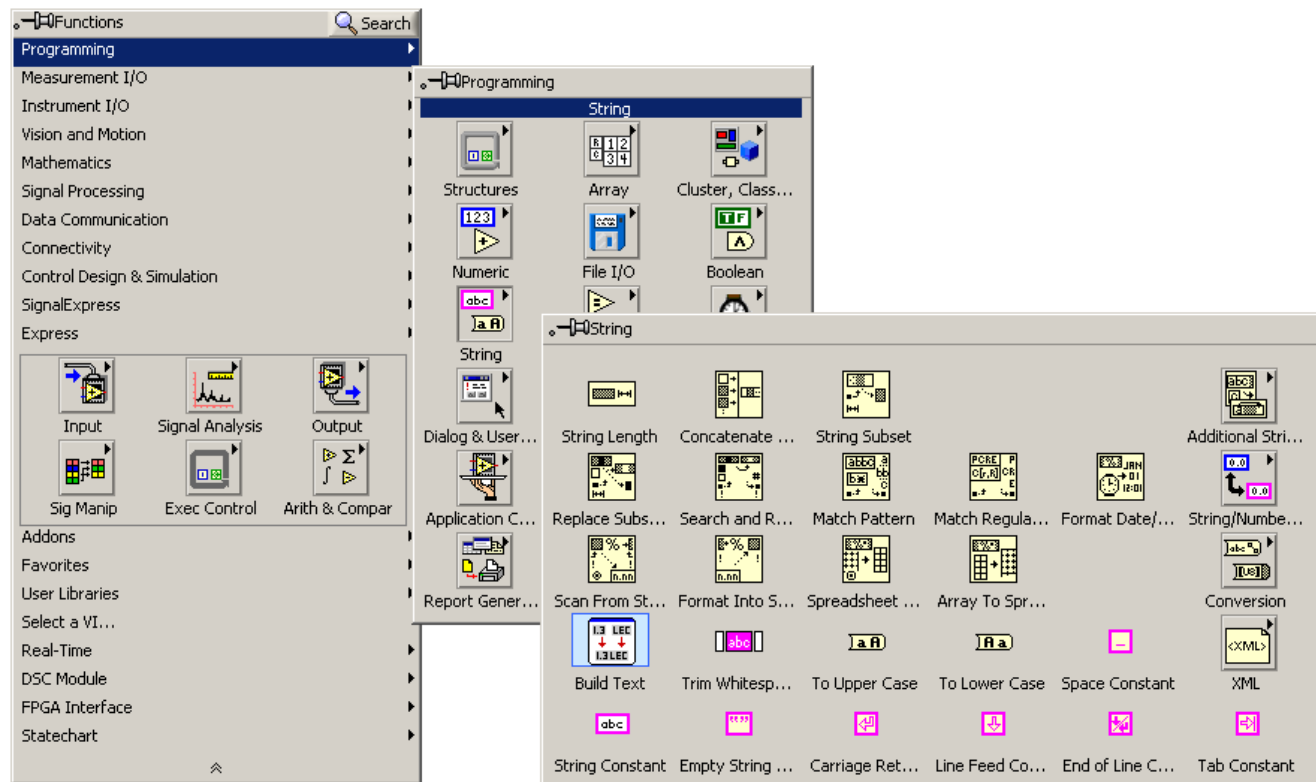 Functions
Search
Programming
Measurement I/O
Instrument I/O
Vision and Motion
Mathematics
Signal Processing
Data Communication
Connectivity
Control Design & Simulation
SignalExpress
Express
Input Signal Analysis Output
Sig Manip Exec Control Arith & Compar
Addons
Favorites
User Libraries
Select a VI...
Real-Time
DSC Module
FPGA Interface
Statechart
Programming
String
Structures Array Cluster, Class...
Numeric File I/O Boolean
String
Dialog & User...
Application C...
Report Gener...
String
String Length Concatenate ... String Subset Additional Stri...
Replace Subs... Search and R... Match Pattern Match Regula... Format Date/... String/Numbe...
Scan From St... Format Into S... Spreadsheet ... Array To Spr... Conversion
Build Text Trim Whitesp... To Upper Case To Lower Case Space Constant XML
String Constant Empty String ... Carriage Ret... Line Feed Co... End of Line C... Tab Constant